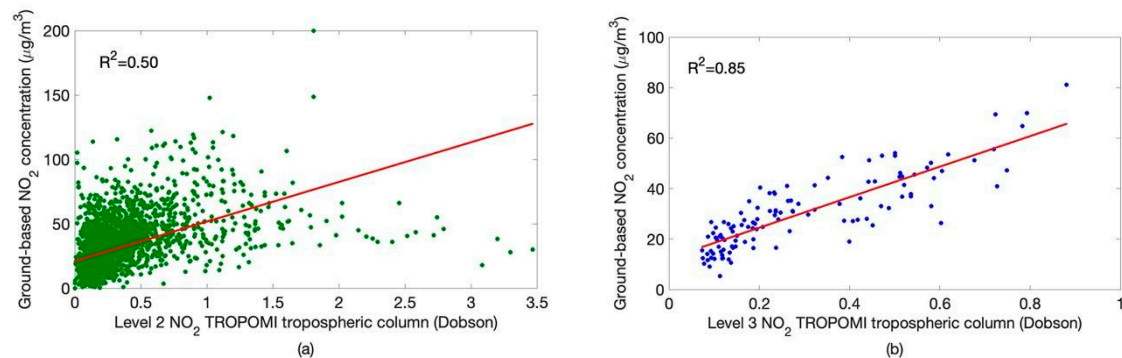 Ground-based NO₂ concentration (μg/m³)
200
150
100
50
0
R²=0.50
0 0.5 1 1.5 2 2.5 3 3.5
Level 2 NO₂ TROPOMI tropospheric column (Dobson)
(a)
Ground-based NO₂ concentration (μg/m³)
100
80
60
40
20
0
R²=0.85
0 0.2 0.4 0.6 0.8 1
Level 3 NO₂ TROPOMI tropospheric column (Dobson)
(b)